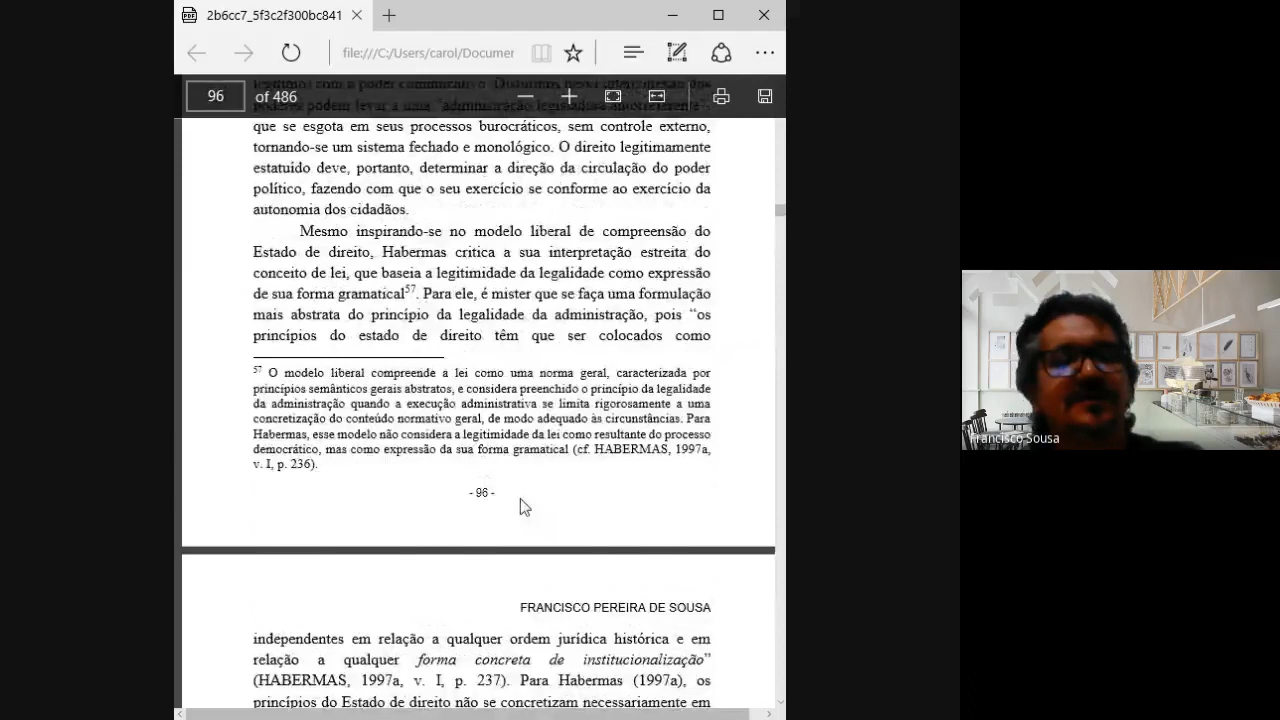 2b6cc7_5f3c2f300bc841
file:///C:/Users/carol/Documer
96 of 486
que se esgota em seus processos burocráticos, sem controle externo,
tornando-se um sistema fechado e monológico. O direito legitimamente
estatuído deve, portanto, determinar a direção da circulação do poder
político, fazendo com que o seu exercício se conforme ao exercício da
autonomia dos cidadãos.
Mesmo inspirando-se no modelo liberal de compreensão do
Estado de direito, Habermas critica a sua interpretação estreita do
conceito de lei, que baseia a legitimidade da legalidade como expressão
de sua forma gramatical57. Para ele, é mister que se faça uma formulação
mais abstrata do princípio da legalidade da administração, pois “os
princípios do estado de direito têm que ser colocados como
57 O modelo liberal compreende a lei como uma norma geral, caracterizada por
princípios semânticos gerais abstratos, e considera preenchido o princípio da legalidade
da administração quando a execução administrativa se limita rigorosamente a uma
concretização do conteúdo normativo geral, de modo adequado às circunstâncias. Para
Habermas, esse modelo não considera a legitimidade da lei como resultante do processo
democrático, mas como expressão da sua forma gramatical (cf. HABERMAS, 1997a,
v. I, p. 236).
- 96 -
FRANCISCO PEREIRA DE SOUSA
independentes em relação a qualquer ordem jurídica histórica e em
relação a qualquer forma concreta de institucionalização”
(HABERMAS, 1997a, v. I, p. 237). Para Habermas (1997a), os
princípios do Estado de direito não se concretizam necessariamente em
Francisco Sousa